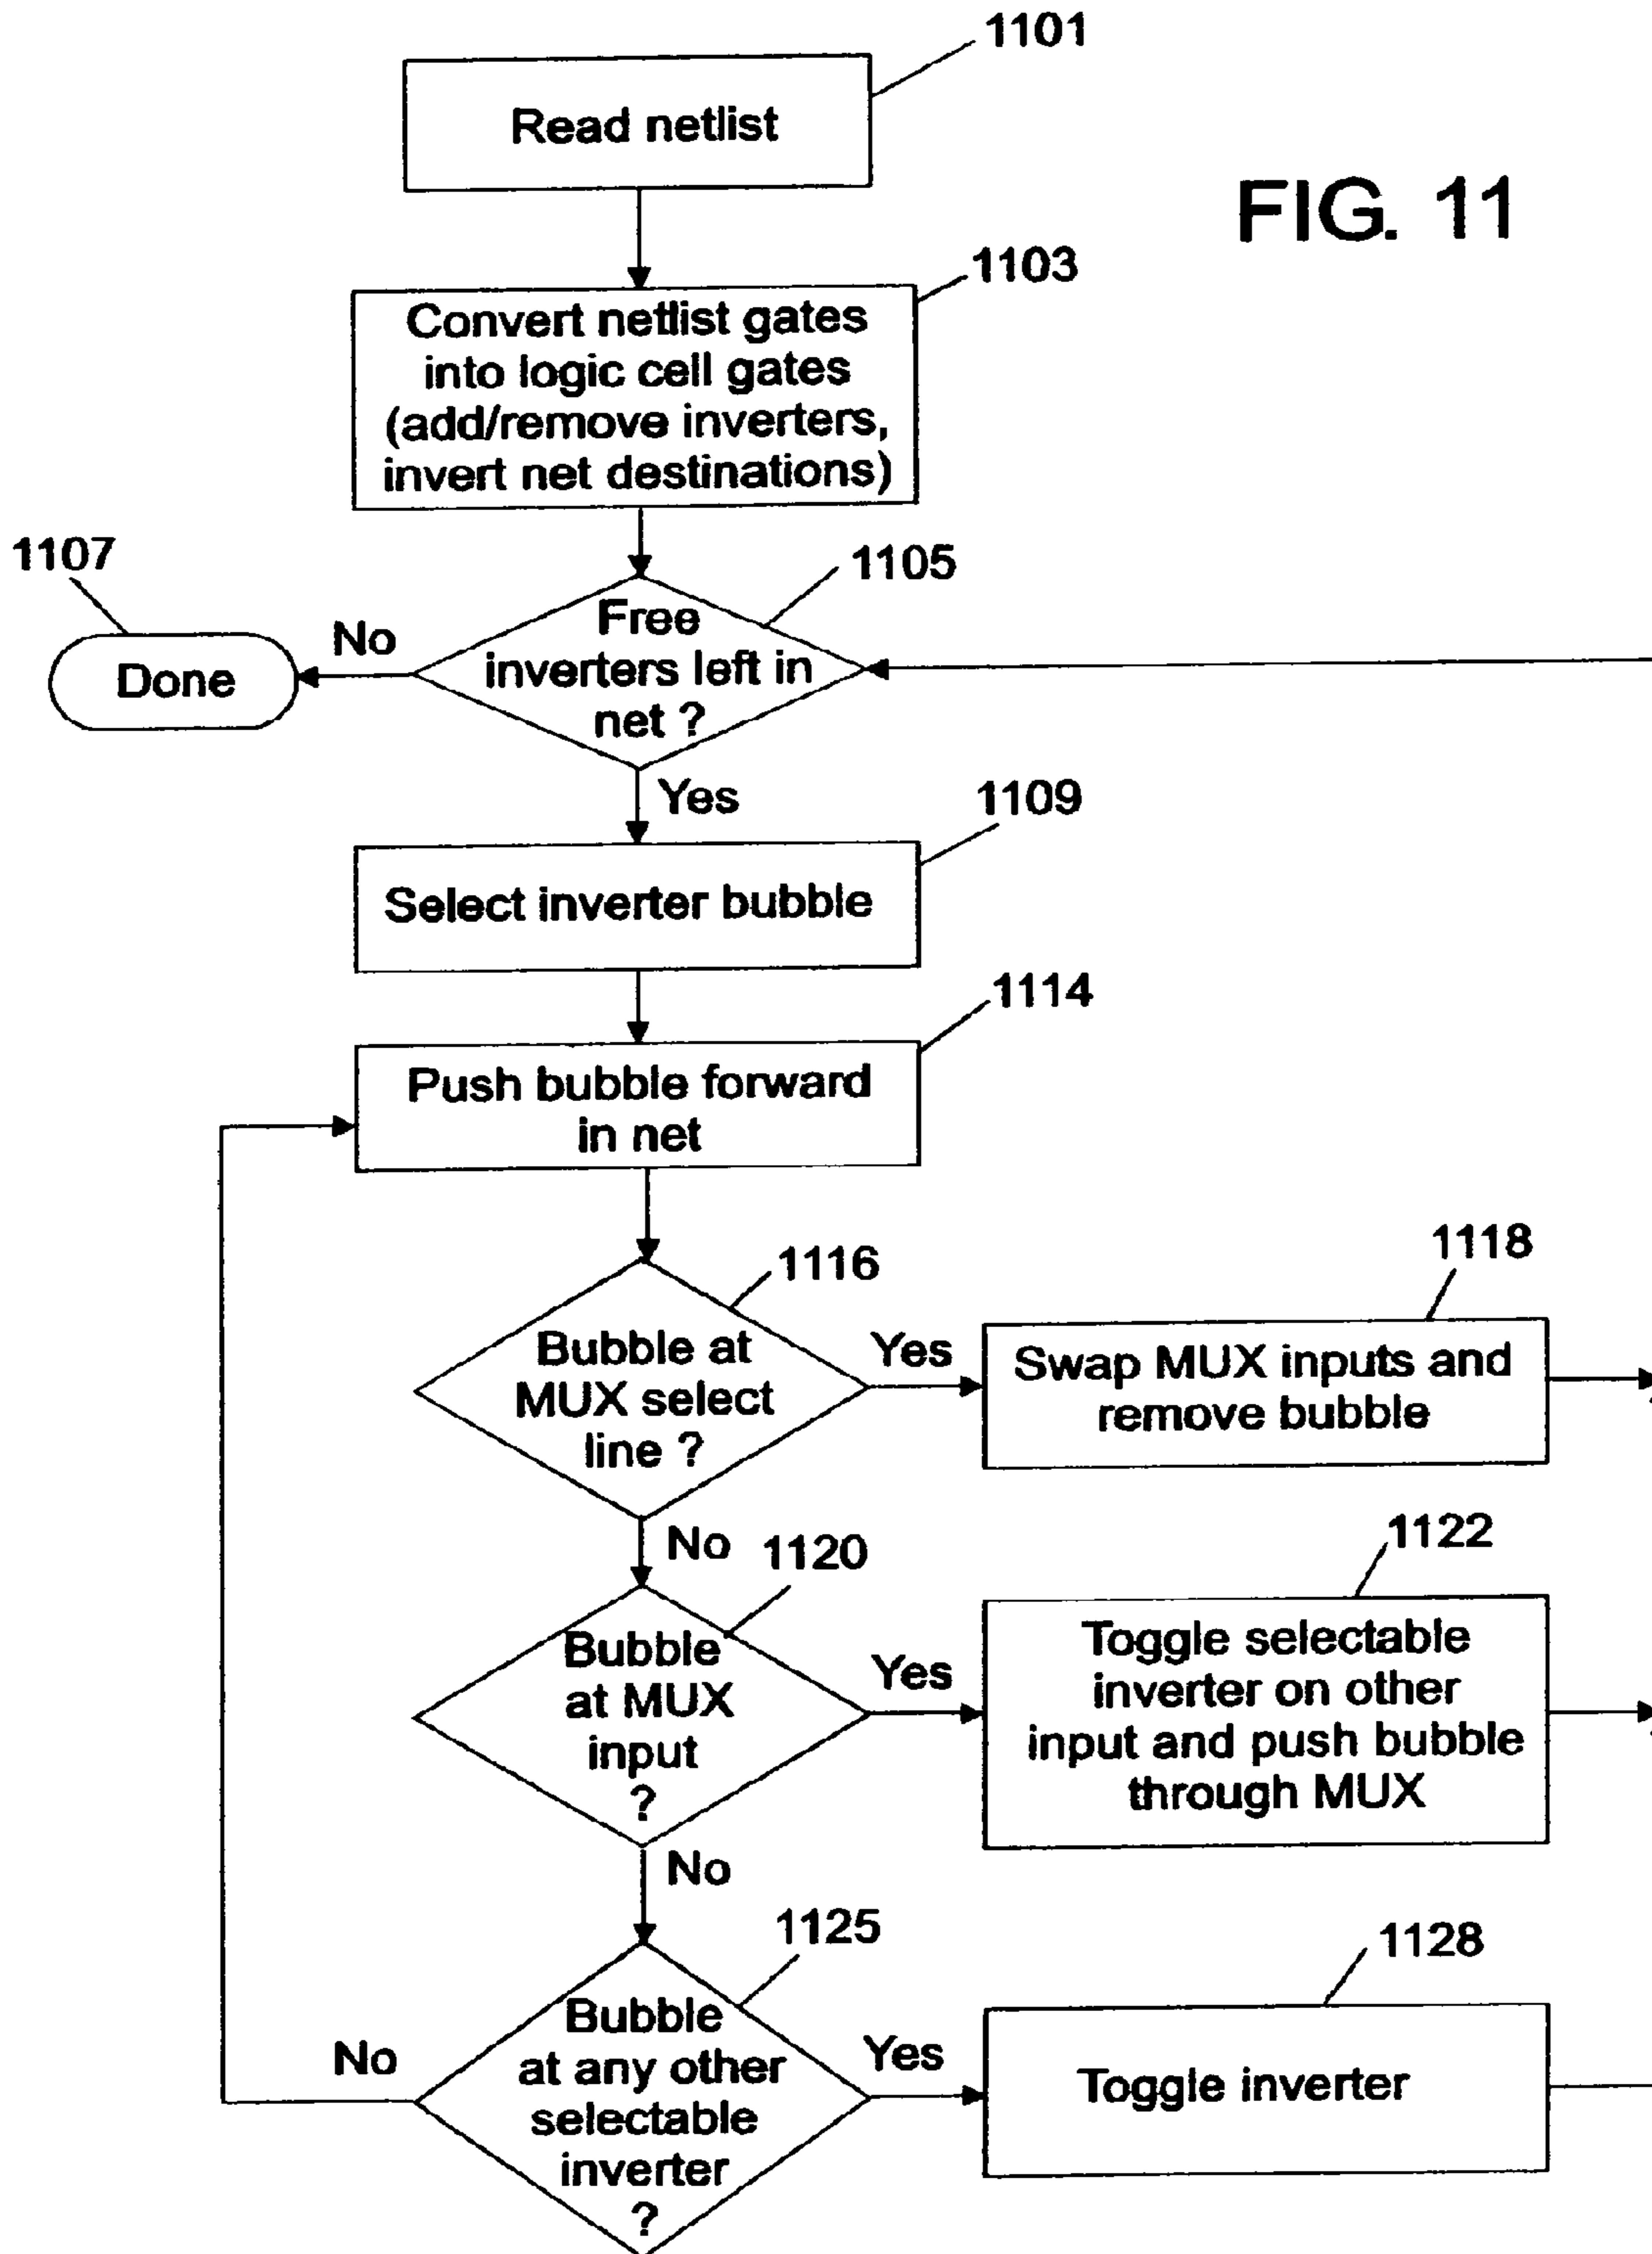 1101
Read netlist
FIG. 11
1103
Convert netlist gates
into logic cell gates
(add/remove inverters,
invert net destinations)
1107
1105
Done
No
Free
inverters left in
net ?
Yes
1109
Select inverter bubble
1114
Push bubble forward
in net
1116
Bubble at
MUX select
line ?
Yes
1118
Swap MUX inputs and
remove bubble
No
1120
Bubble
at MUX
input
?
Yes
1122
Toggle selectable
inverter on other
input and push bubble
through MUX
No
1125
Bubble
at any other
selectable
inverter
?
No
Yes
1128
Toggle inverter